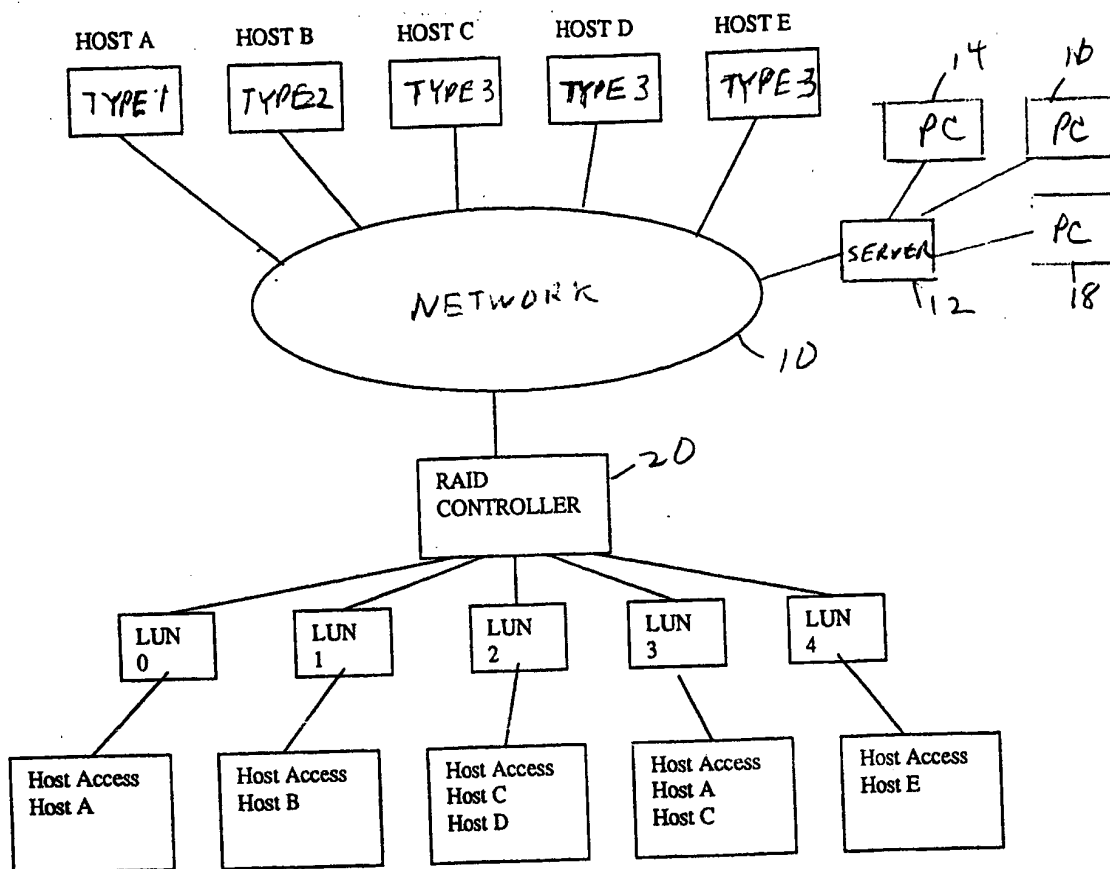 HOST A
HOST B
HOST C
HOST D
HOST E
TYPE 1
TYPE22
TYPE 3
TYPE 3
TYPE 3
14
16
PC
PC
SERVER
PC
12
18
NETWORK
10
20
RAID
CONTROLLER
LUN
0
LUN
1
LUN
2
LUN
3
LUN
4
Host Access
Host A
Host Access
Host B
Host Access
Host C
Host D
Host Access
Host A
Host C
Host Access
Host E